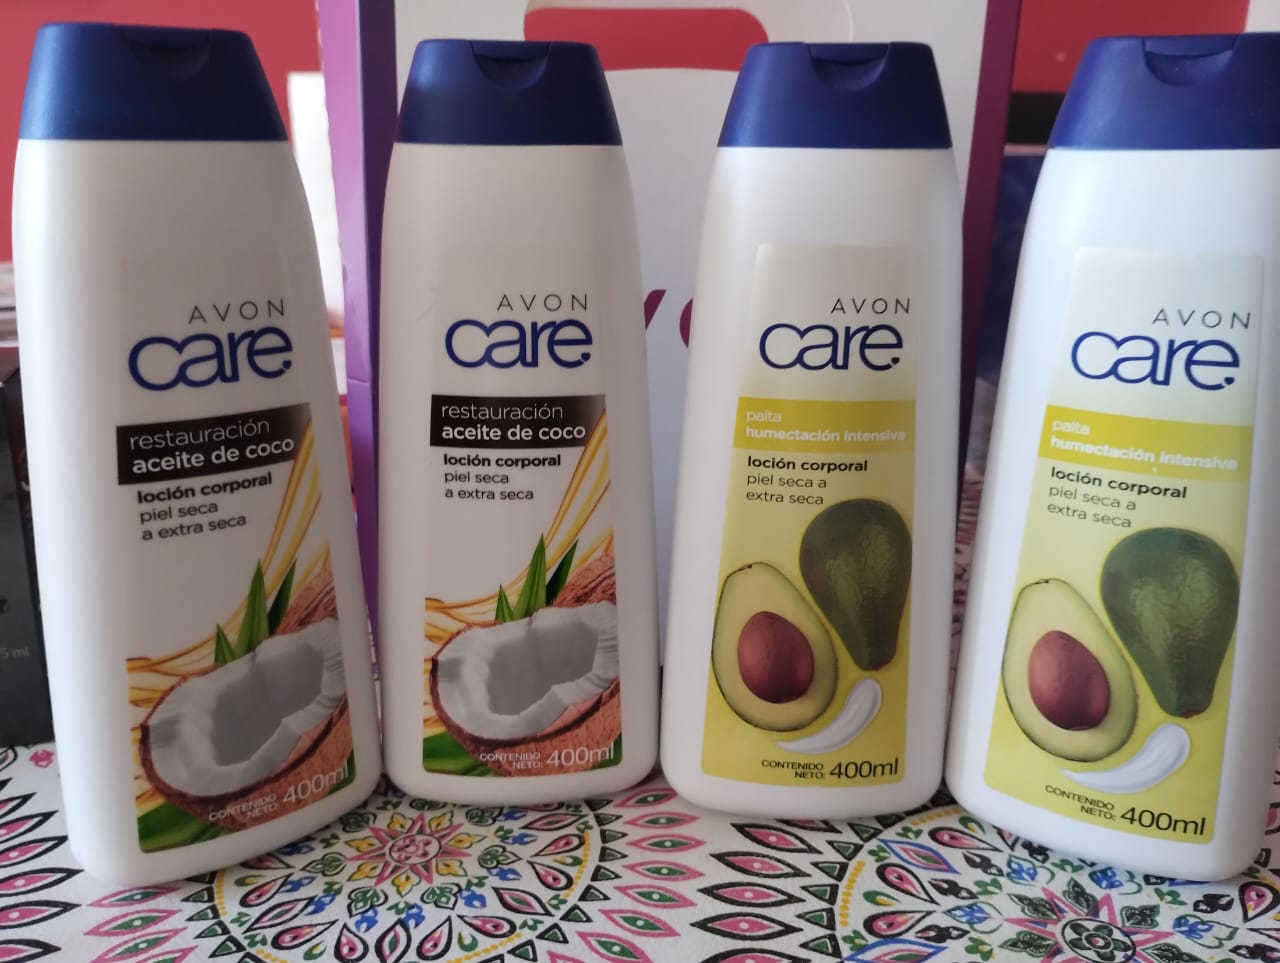 AVON
care
restauración
aceite de coco
loción corporal
piel seca
a extra seca
CONTENIDO
NETO: 400ml
AVON
care
restauración
aceite de coco
loción corporal
piel seca
a extra seca
CONTENIDO
NETO: 400ml
AVON
care
palta
humectación intensiva
loción corporal
piel seca a
extra seca
CONTENIDO
NETO: 400ml
AVON
care
palta
humectación intensiva
loción corporal
piel seca a
extra seca
CONTENIDO
NETO: 400ml
5 ml